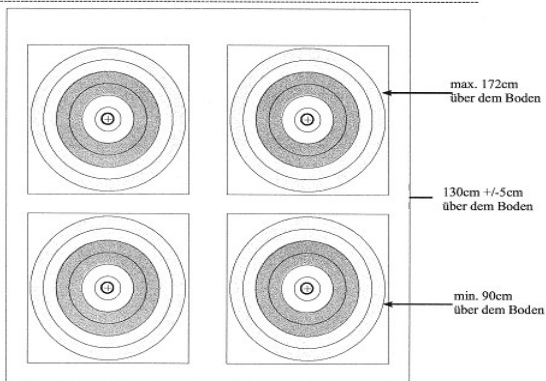 max. 172cm
über dem Boden
130cm +/-5cm
über dem Boden
min. 90cm
über dem Boden